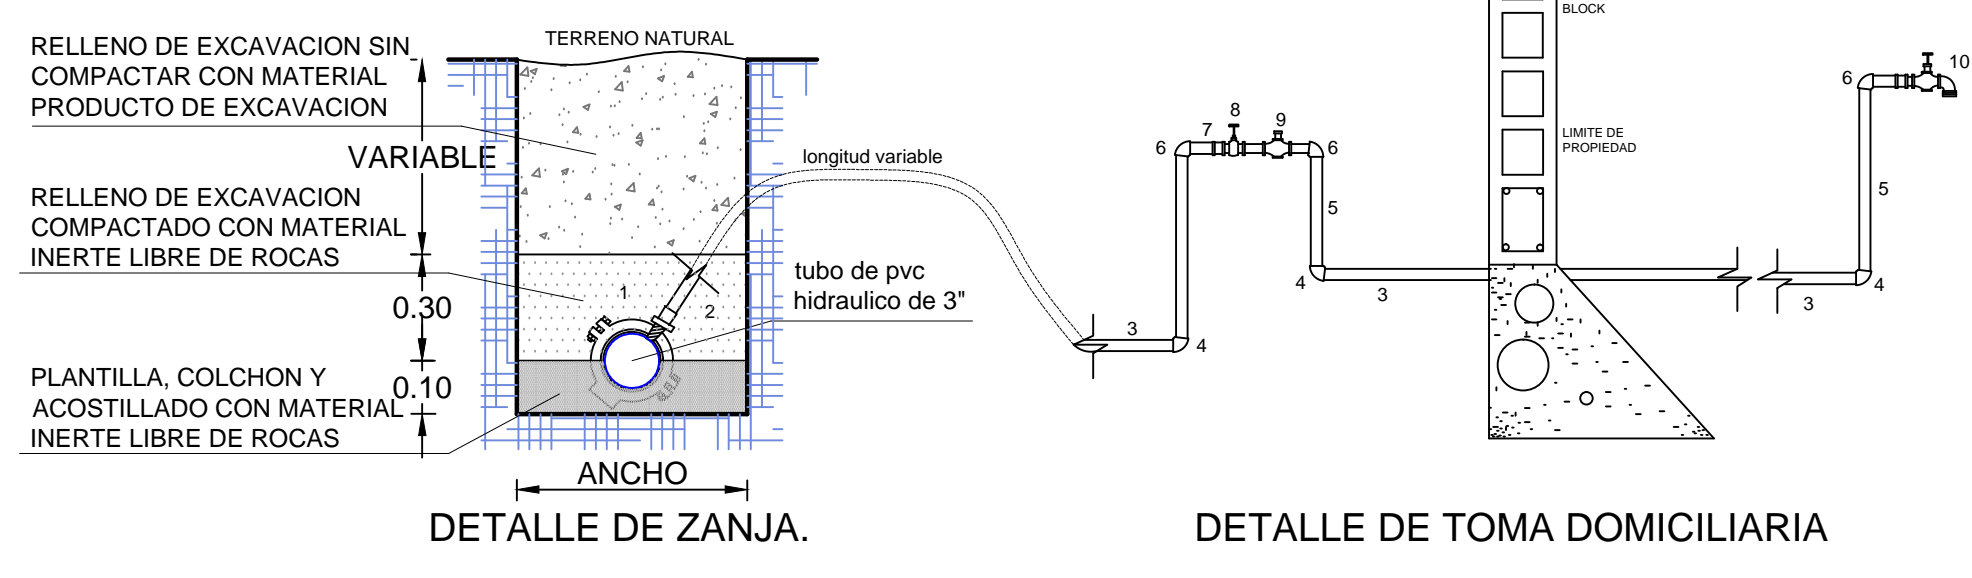 RELLENO DE EXCAVACION SIN
COMPACTAR CON MATERIAL
PRODUCTO DE EXCAVACION
VARIABLE
RELLENO DE EXCAVACION
COMPACTADO CON MATERIAL
INERTE LIBRE DE ROCAS
0.30
PLANTILLA, COLCHON Y
ACOSTILLADO CON MATERIAL
INERTE LIBRE DE ROCAS
0.10
TERRENO NATURAL
1
2
longitud variable
tubo de pvc
hidraulico de 3"
ANCHO
DETALLE DE ZANJA.
3
4
6
7
8
9
6
5
4
3
BLOCK
LIMITE DE
PROPIEDAD
3
4
5
6
10
DETALLE DE TOMA DOMICILIARIA